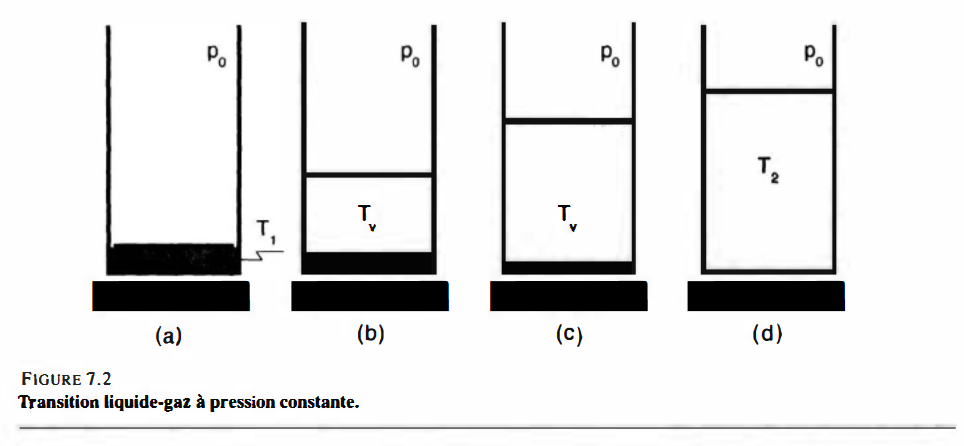 p₀ p₀ p₀ p₀
T₂
Tᵥ Tᵥ
T₁
(a) (b) (c) (d)
FIGURE 7.2
Transition liquide-gaz à pression constante.